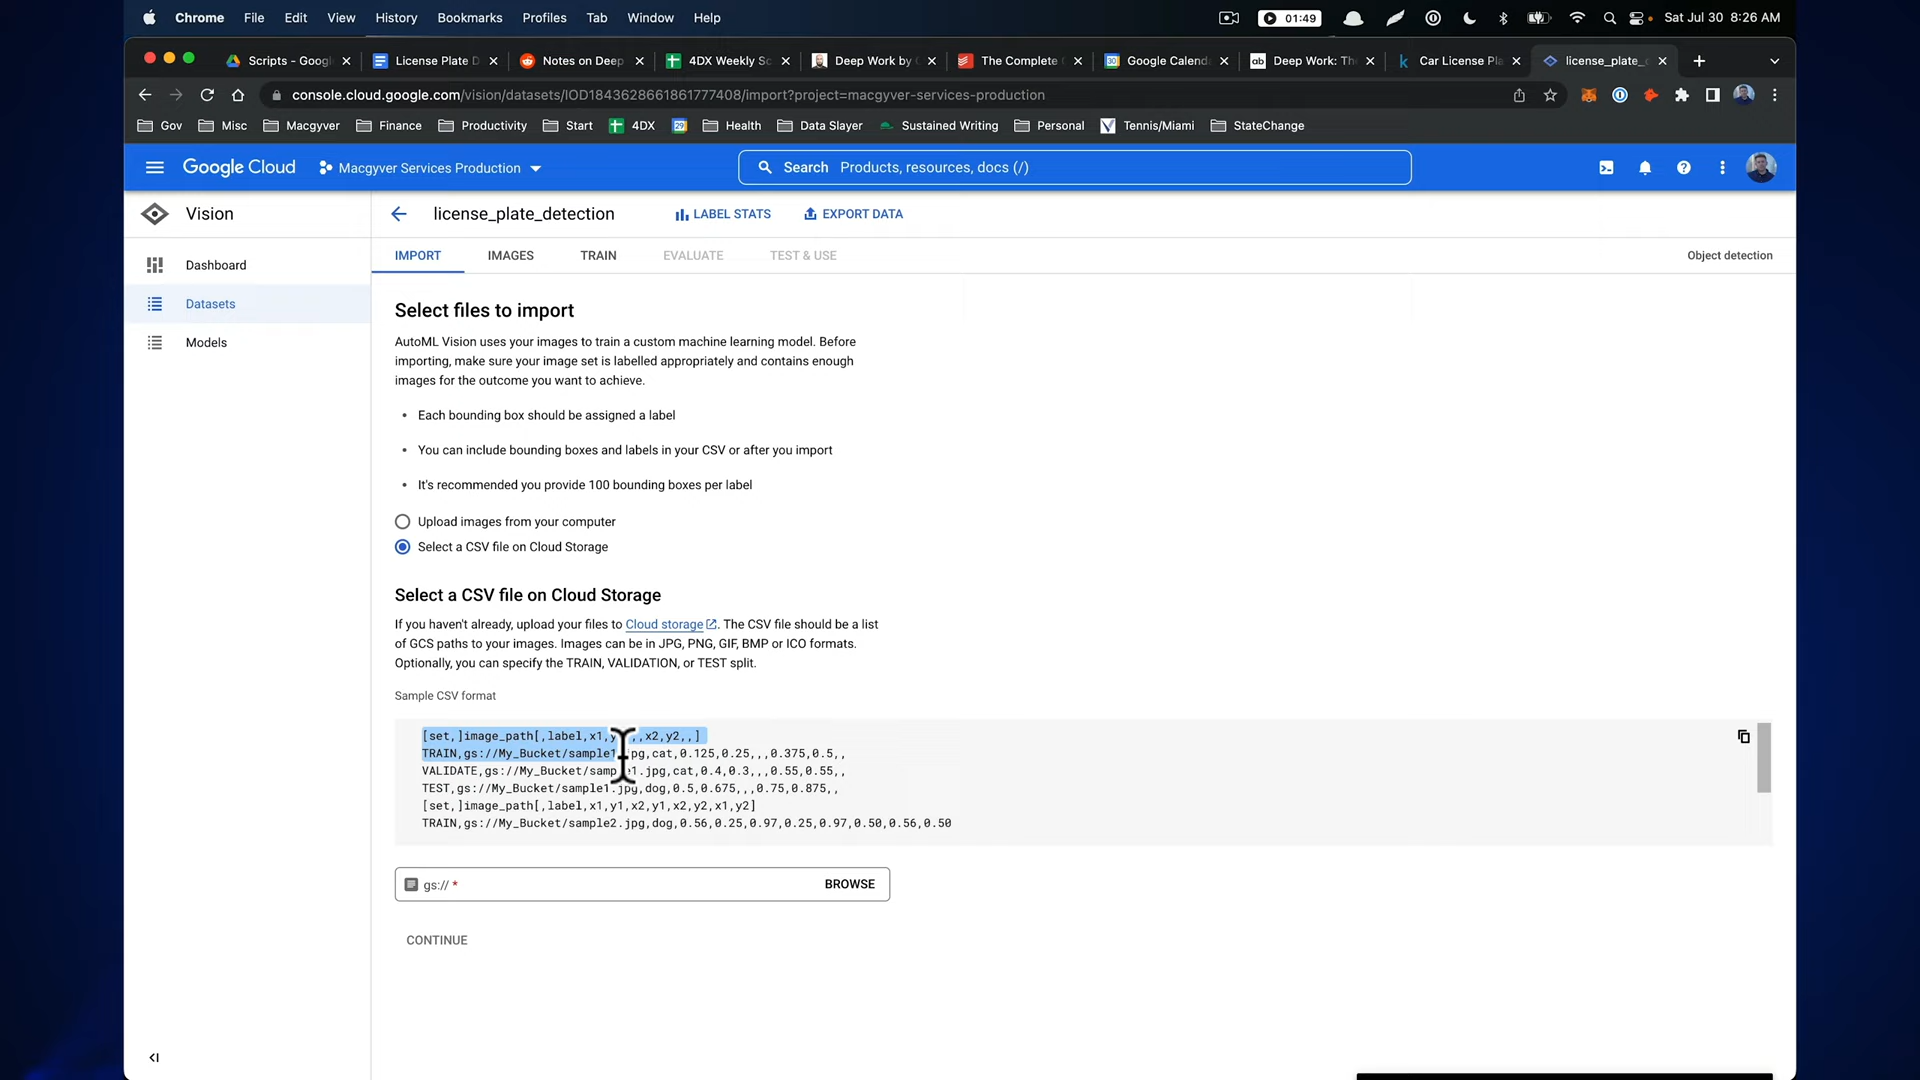 Chrome File Edit View History Bookmarks Profiles Tab Window Help 01:49 Sat Jul 30 8:26 AM
Scripts - Googl License Plate D Notes on Deep 4DX Weekly Sc Deep Work by The Complete Google Calend Deep Work: The Car License Pla license_plate_
console.cloud.google.com/vision/datasets/IOD1843628661861777408/import?project=macgyver-services-production
Gov Misc Macgyver Finance Productivity Start 4DX Health Data Slayer Sustained Writing Personal Tennis/Miami StateChange
Google Cloud Macgyver Services Production Search Products, resources, docs (/)
Vision license_plate_detection LABEL STATS EXPORT DATA
IMPORT IMAGES TRAIN EVALUATE TEST & USE Object detection
Dashboard
Datasets
Models
Select files to import
AutoML Vision uses your images to train a custom machine learning model. Before
importing, make sure your image set is labelled appropriately and contains enough
images for the outcome you want to achieve.
• Each bounding box should be assigned a label
• You can include bounding boxes and labels in your CSV or after you import
• It's recommended you provide 100 bounding boxes per label
Upload images from your computer
Select a CSV file on Cloud Storage
Select a CSV file on Cloud Storage
If you haven't already, upload your files to Cloud storage. The CSV file should be a list
of GCS paths to your images. Images can be in JPG, PNG, GIF, BMP or ICO formats.
Optionally, you can specify the TRAIN, VALIDATION, or TEST split.
Sample CSV format
[set,]image_path[,label,x1,y ,,x2,y2,,]
TRAIN,gs://My_Bucket/sample1.jpg,cat,0.125,0.25,,,0.375,0.5,,
VALIDATE,gs://My_Bucket/sample1.jpg,cat,0.4,0.3,,,0.55,0.55,,
TEST,gs://My_Bucket/sample1.jpg,dog,0.5,0.675,,,0.75,0.875,,
[set,]image_path[,label,x1,y1,x2,y1,x2,y2,x1,y2]
TRAIN,gs://My_Bucket/sample2.jpg,dog,0.56,0.25,0.97,0.25,0.97,0.50,0.56,0.50
gs:// * BROWSE
CONTINUE